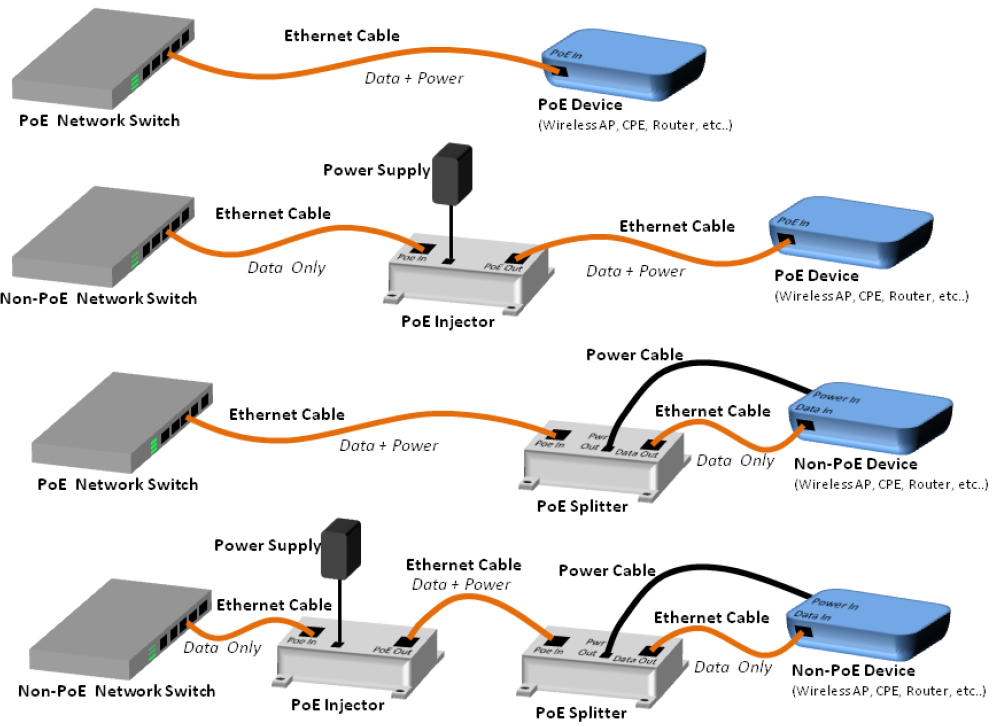 Ethernet Cable
Data + Power
PoE In
PoE Network Switch
PoE Device
(Wireless AP, CPE, Router, etc..)
Power Supply
Ethernet Cable
Data Only
Poe In
PoE Out
Ethernet Cable
Data + Power
PoE In
Non-PoE Network Switch
PoE Injector
PoE Device
(Wireless AP, CPE, Router, etc..)
Power Cable
Ethernet Cable
Data + Power
Poe In
Pwr
Out
Data Out
Ethernet Cable
Data Only
Power In
Data In
PoE Network Switch
PoE Splitter
Non-PoE Device
(Wireless AP, CPE, Router, etc..)
Power Supply
Ethernet Cable
Data Only
Poe In
PoE Out
Ethernet Cable
Data + Power
Poe In
Pwr
Out
Data Out
Power Cable
Ethernet Cable
Data Only
Power In
Data In
Non-PoE Network Switch
PoE Injector
PoE Splitter
Non-PoE Device
(Wireless AP, CPE, Router, etc..)